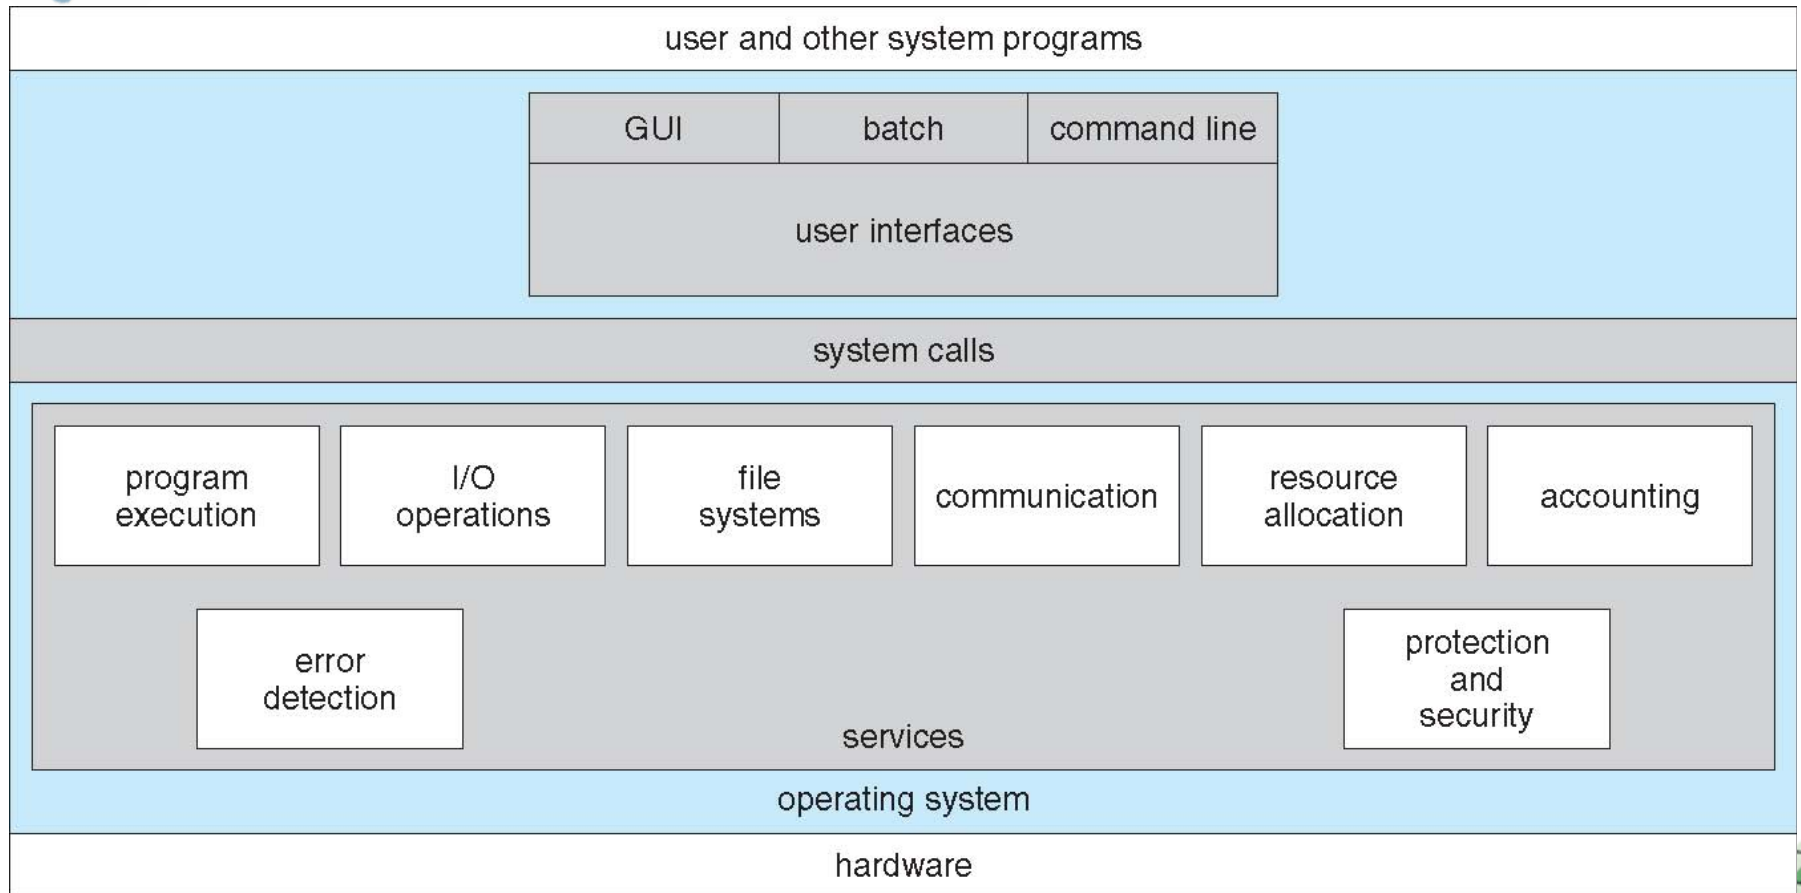 user and other system programs
GUI
batch
command line
user interfaces
system calls
program
execution
I/O
operations
file
systems
communication
resource
allocation
accounting
error
detection
protection
and
security
services
operating system
hardware